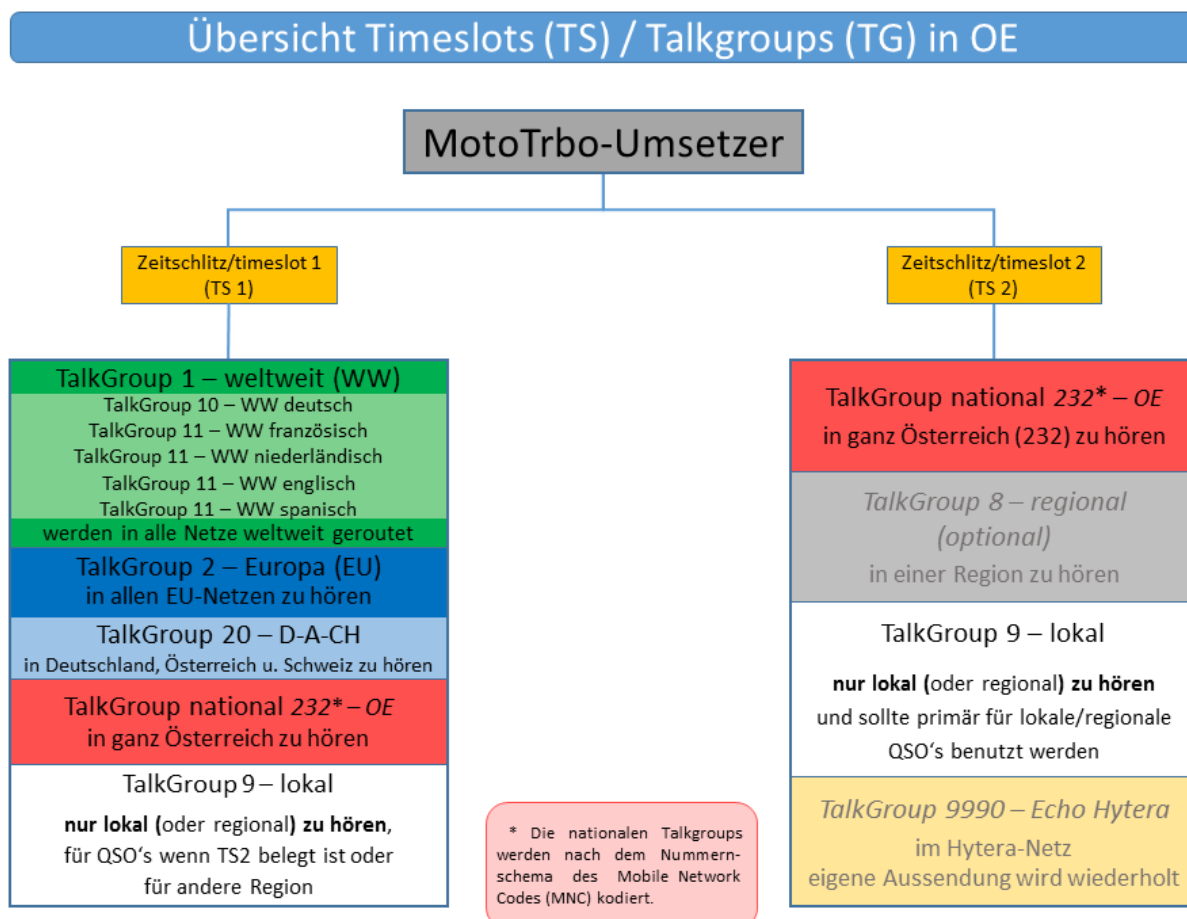 Übersicht Timeslots (TS) / Talkgroups (TG) in OE
MotoTrbo-Umsetzer
Zeitschlitz/timeslot 1
(TS 1)
TalkGroup 1 – weltweit (WW)
TalkGroup 10 – WW deutsch
TalkGroup 11 – WW französisch
TalkGroup 11 – WW niederländisch
TalkGroup 11 – WW englisch
TalkGroup 11 – WW spanisch
werden in alle Netze weltweit geroutet
TalkGroup 2 – Europa (EU)
in allen EU-Netzen zu hören
TalkGroup 20 – D-A-CH
in Deutschland, Österreich u. Schweiz zu hören
TalkGroup national 232* – OE
in ganz Österreich zu hören
TalkGroup 9 – lokal
nur lokal (oder regional) zu hören,
für QSO‘s wenn TS2 belegt ist oder
für andere Region
Zeitschlitz/timeslot 2
(TS 2)
TalkGroup national 232* – OE
in ganz Österreich (232) zu hören
TalkGroup 8 – regional
(optional)
in einer Region zu hören
TalkGroup 9 – lokal
nur lokal (oder regional) zu hören
und sollte primär für lokale/regionale
QSO‘s benutzt werden
TalkGroup 9990 – Echo Hytera
im Hytera-Netz
eigene Aussendung wird wiederholt
* Die nationalen Talkgroups
werden nach dem Nummern-
schema des Mobile Network
Codes (MNC) kodiert.